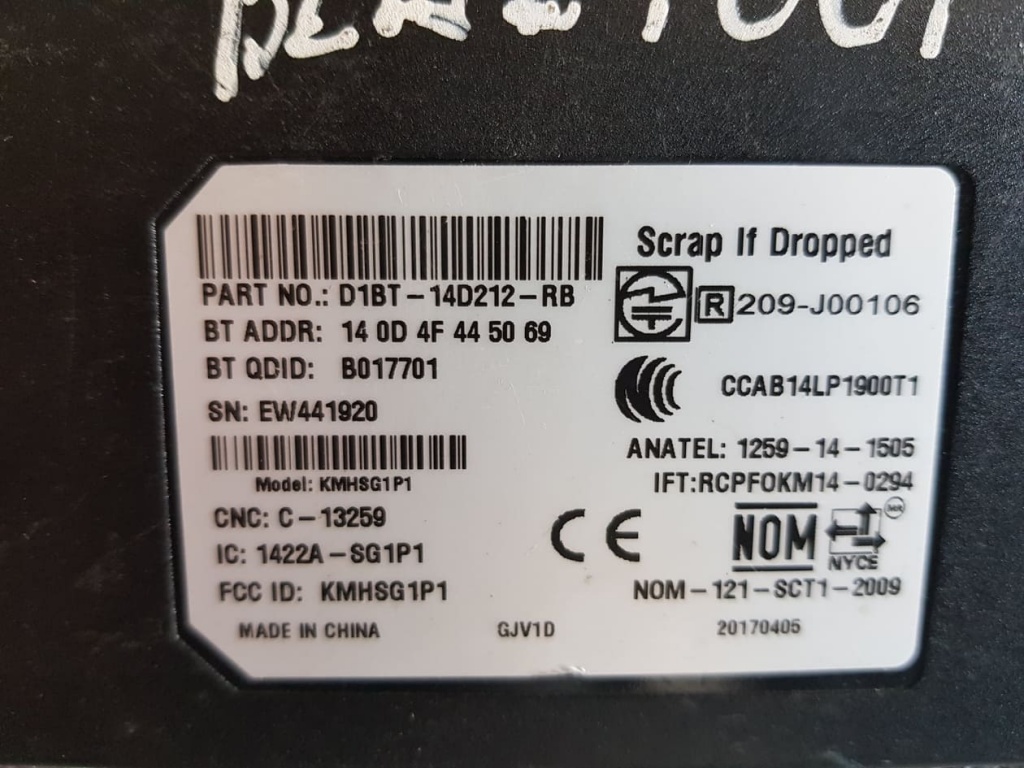 Scrap If Dropped
PART NO.: D1BT-14D212-RB
R 209-J00106
BT ADDR: 14 0D 4F 44 50 69
BT QDID: B017701
CCAB14LP1900T1
SN: EW441920
ANATEL: 1259-14-1505
Model: KMHSG1P1
IFT:RCPFOKM14-0294
CNC: C-13259
CE
NOM
IC: 1422A-SG1P1
NYCE
FCC ID: KMHSG1P1
NOM-121-SCT1-2009
MADE IN CHINA
GJV1D
20170405